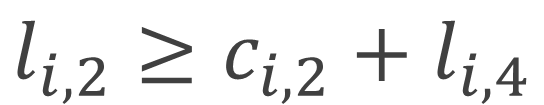 l_{i,2} ≥ c_{i,2} + l_{i,4}